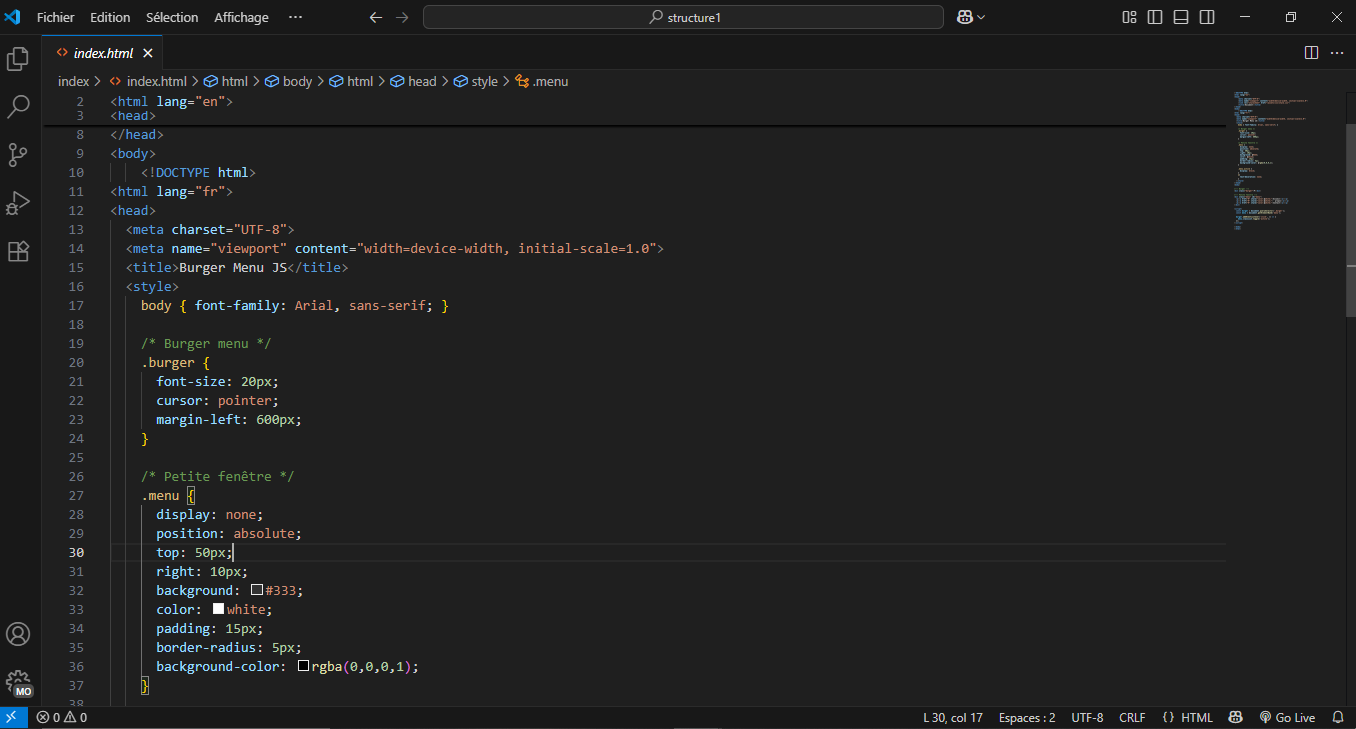 Fichier Edition Sélection Affichage ··· structure1
index.html
index > index.html > html > body > html > head > style > .menu
2 <html lang="en">
3 <head>
8 </head>
9 <body>
10 <!DOCTYPE html>
11 <html lang="fr">
12 <head>
13 <meta charset="UTF-8">
14 <meta name="viewport" content="width=device-width, initial-scale=1.0">
15 <title>Burger Menu JS</title>
16 <style>
17 body { font-family: Arial, sans-serif; }
18
19 /* Burger menu */
20 .burger {
21 font-size: 20px;
22 cursor: pointer;
23 margin-left: 600px;
24 }
25
26 /* Petite fenêtre */
27 .menu {
28 display: none;
29 position: absolute;
30 top: 50px;
31 right: 10px;
32 background: #333;
33 color: white;
34 padding: 15px;
35 border-radius: 5px;
36 background-color: rgba(0,0,0,1);
37 }
38
MO
0 0 L 30, col 17 Espaces : 2 UTF-8 CRLF {} HTML Go Live